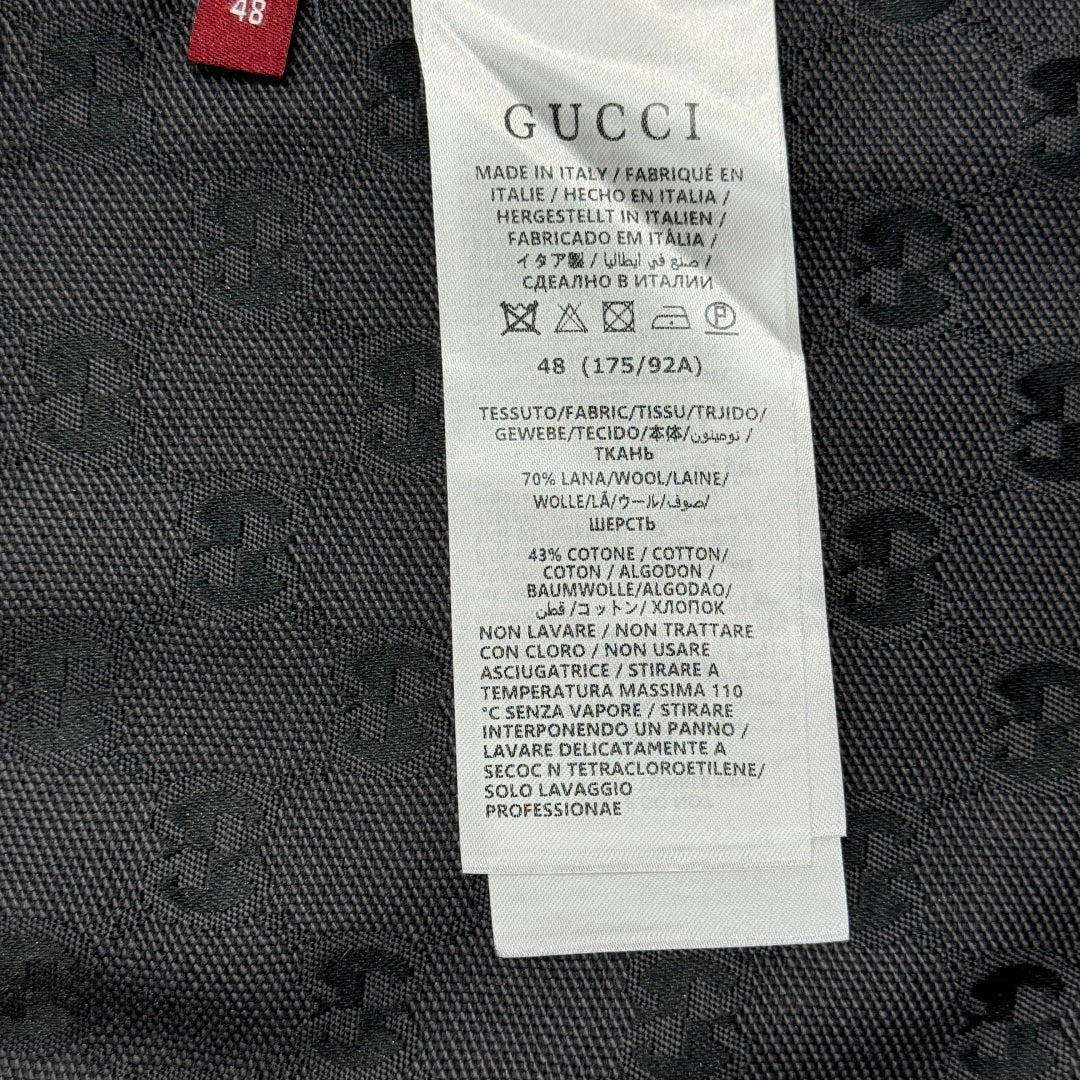 48
GUCCI
MADE IN ITALY / FABRIQUÉ EN
ITALIE / HECHO EN ITALIA /
HERGESTELLT IN ITALIEN /
FABRICADO EM ITÁLIA /
イタア製 / صنع في ايطاليا /
СДЕАЛНО В ИТАЛИИ
P
48 (175/92A)
TESSUTO/FABRIC/TISSU/TRJIDO/
GEWEBE/TECIDO/本体/نومينون /
ТКАНЬ
70% LANA/WOOL/LAINE/
WOLLE/LÃ/ウール/صوف/
ШЕРСТЬ
43% COTONE / COTTON/
COTON / ALGODON /
BAUMWOLLE/ALGODAO/
قطن /コットン/ ХЛОПОК
NON LAVARE / NON TRATTARE
CON CLORO / NON USARE
ASCIUGATRICE / STIRARE A
TEMPERATURA MASSIMA 110
°C SENZA VAPORE / STIRARE
INTERPONENDO UN PANNO /
LAVARE DELICATAMENTE A
SECOC N TETRACLOROETILENE/
SOLO LAVAGGIO
PROFESSIONAE